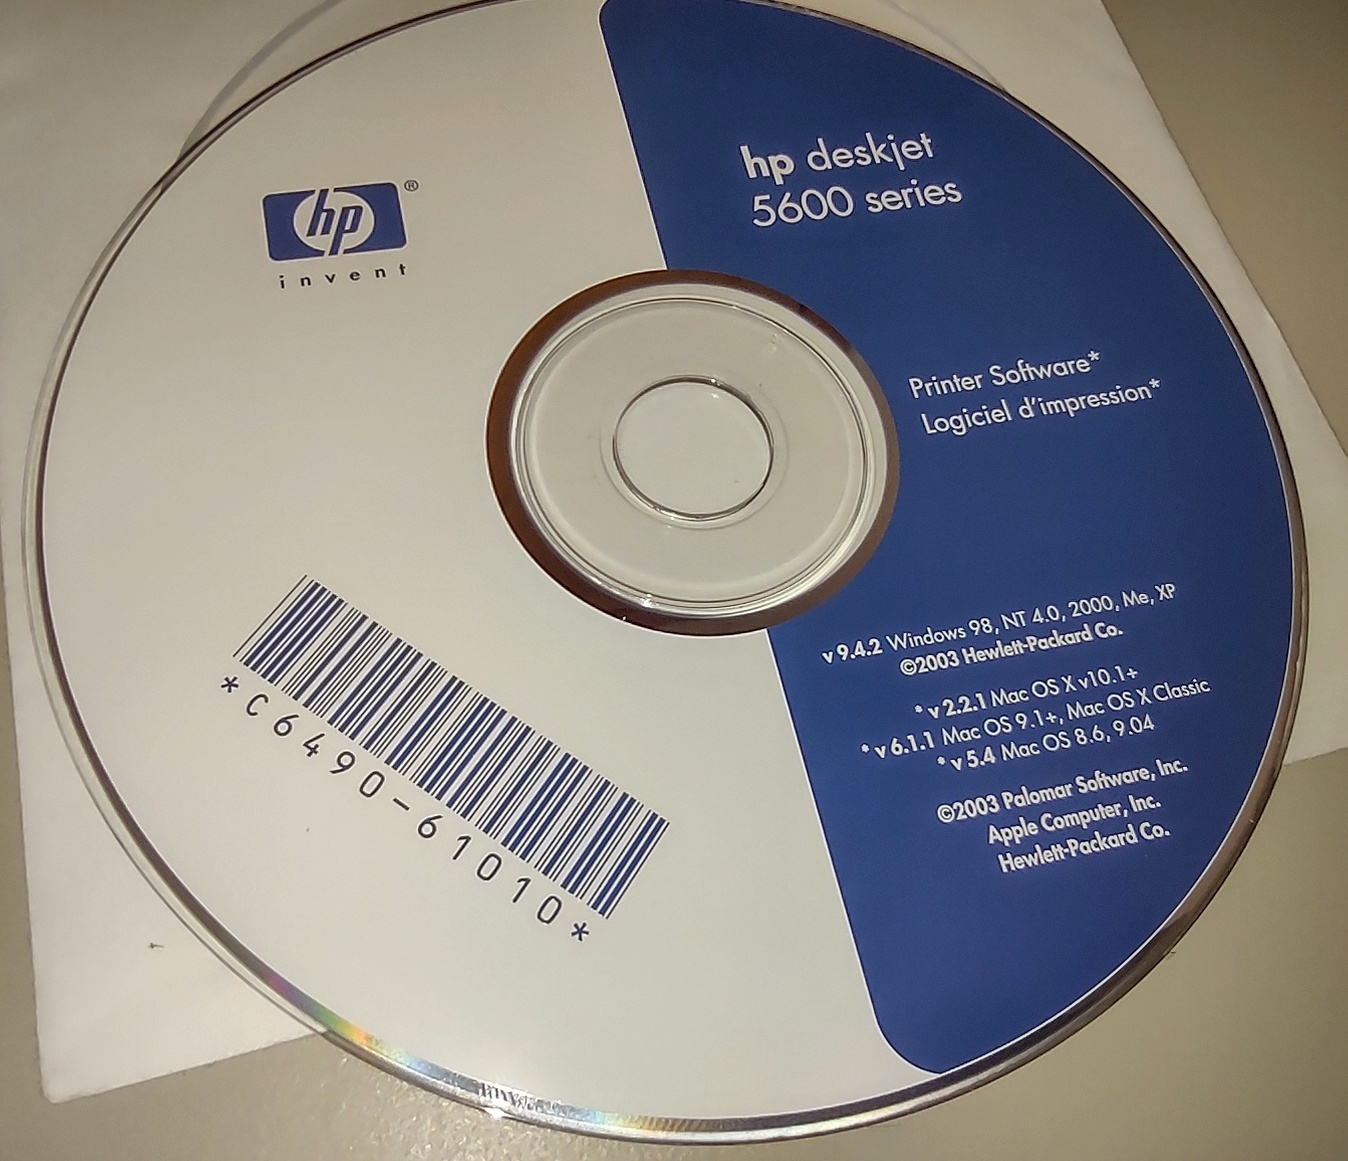 hp
®
invent
hp deskjet
5600 series
Printer Software*
Logiciel d'impression*
v 9.4.2 Windows 98, NT 4.0, 2000, Me, XP
©2003 Hewlett-Packard Co.
* v 2.2.1 Mac OS X v10.1+
* v 6.1.1 Mac OS 9.1+, Mac OS X Classic
* v 5.4 Mac OS 8.6, 9.04
©2003 Palomar Software, Inc.
Apple Computer, Inc.
Hewlett-Packard Co.
*C6490-61010*